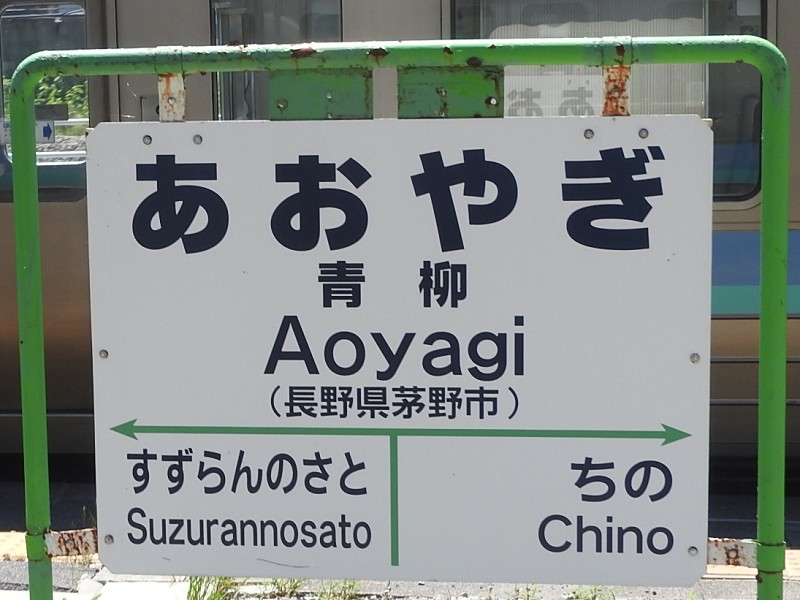 あおやぎ
青柳
Aoyagi
(長野県茅野市)
すずらんのさと
Suzurannosato
ちの
Chino